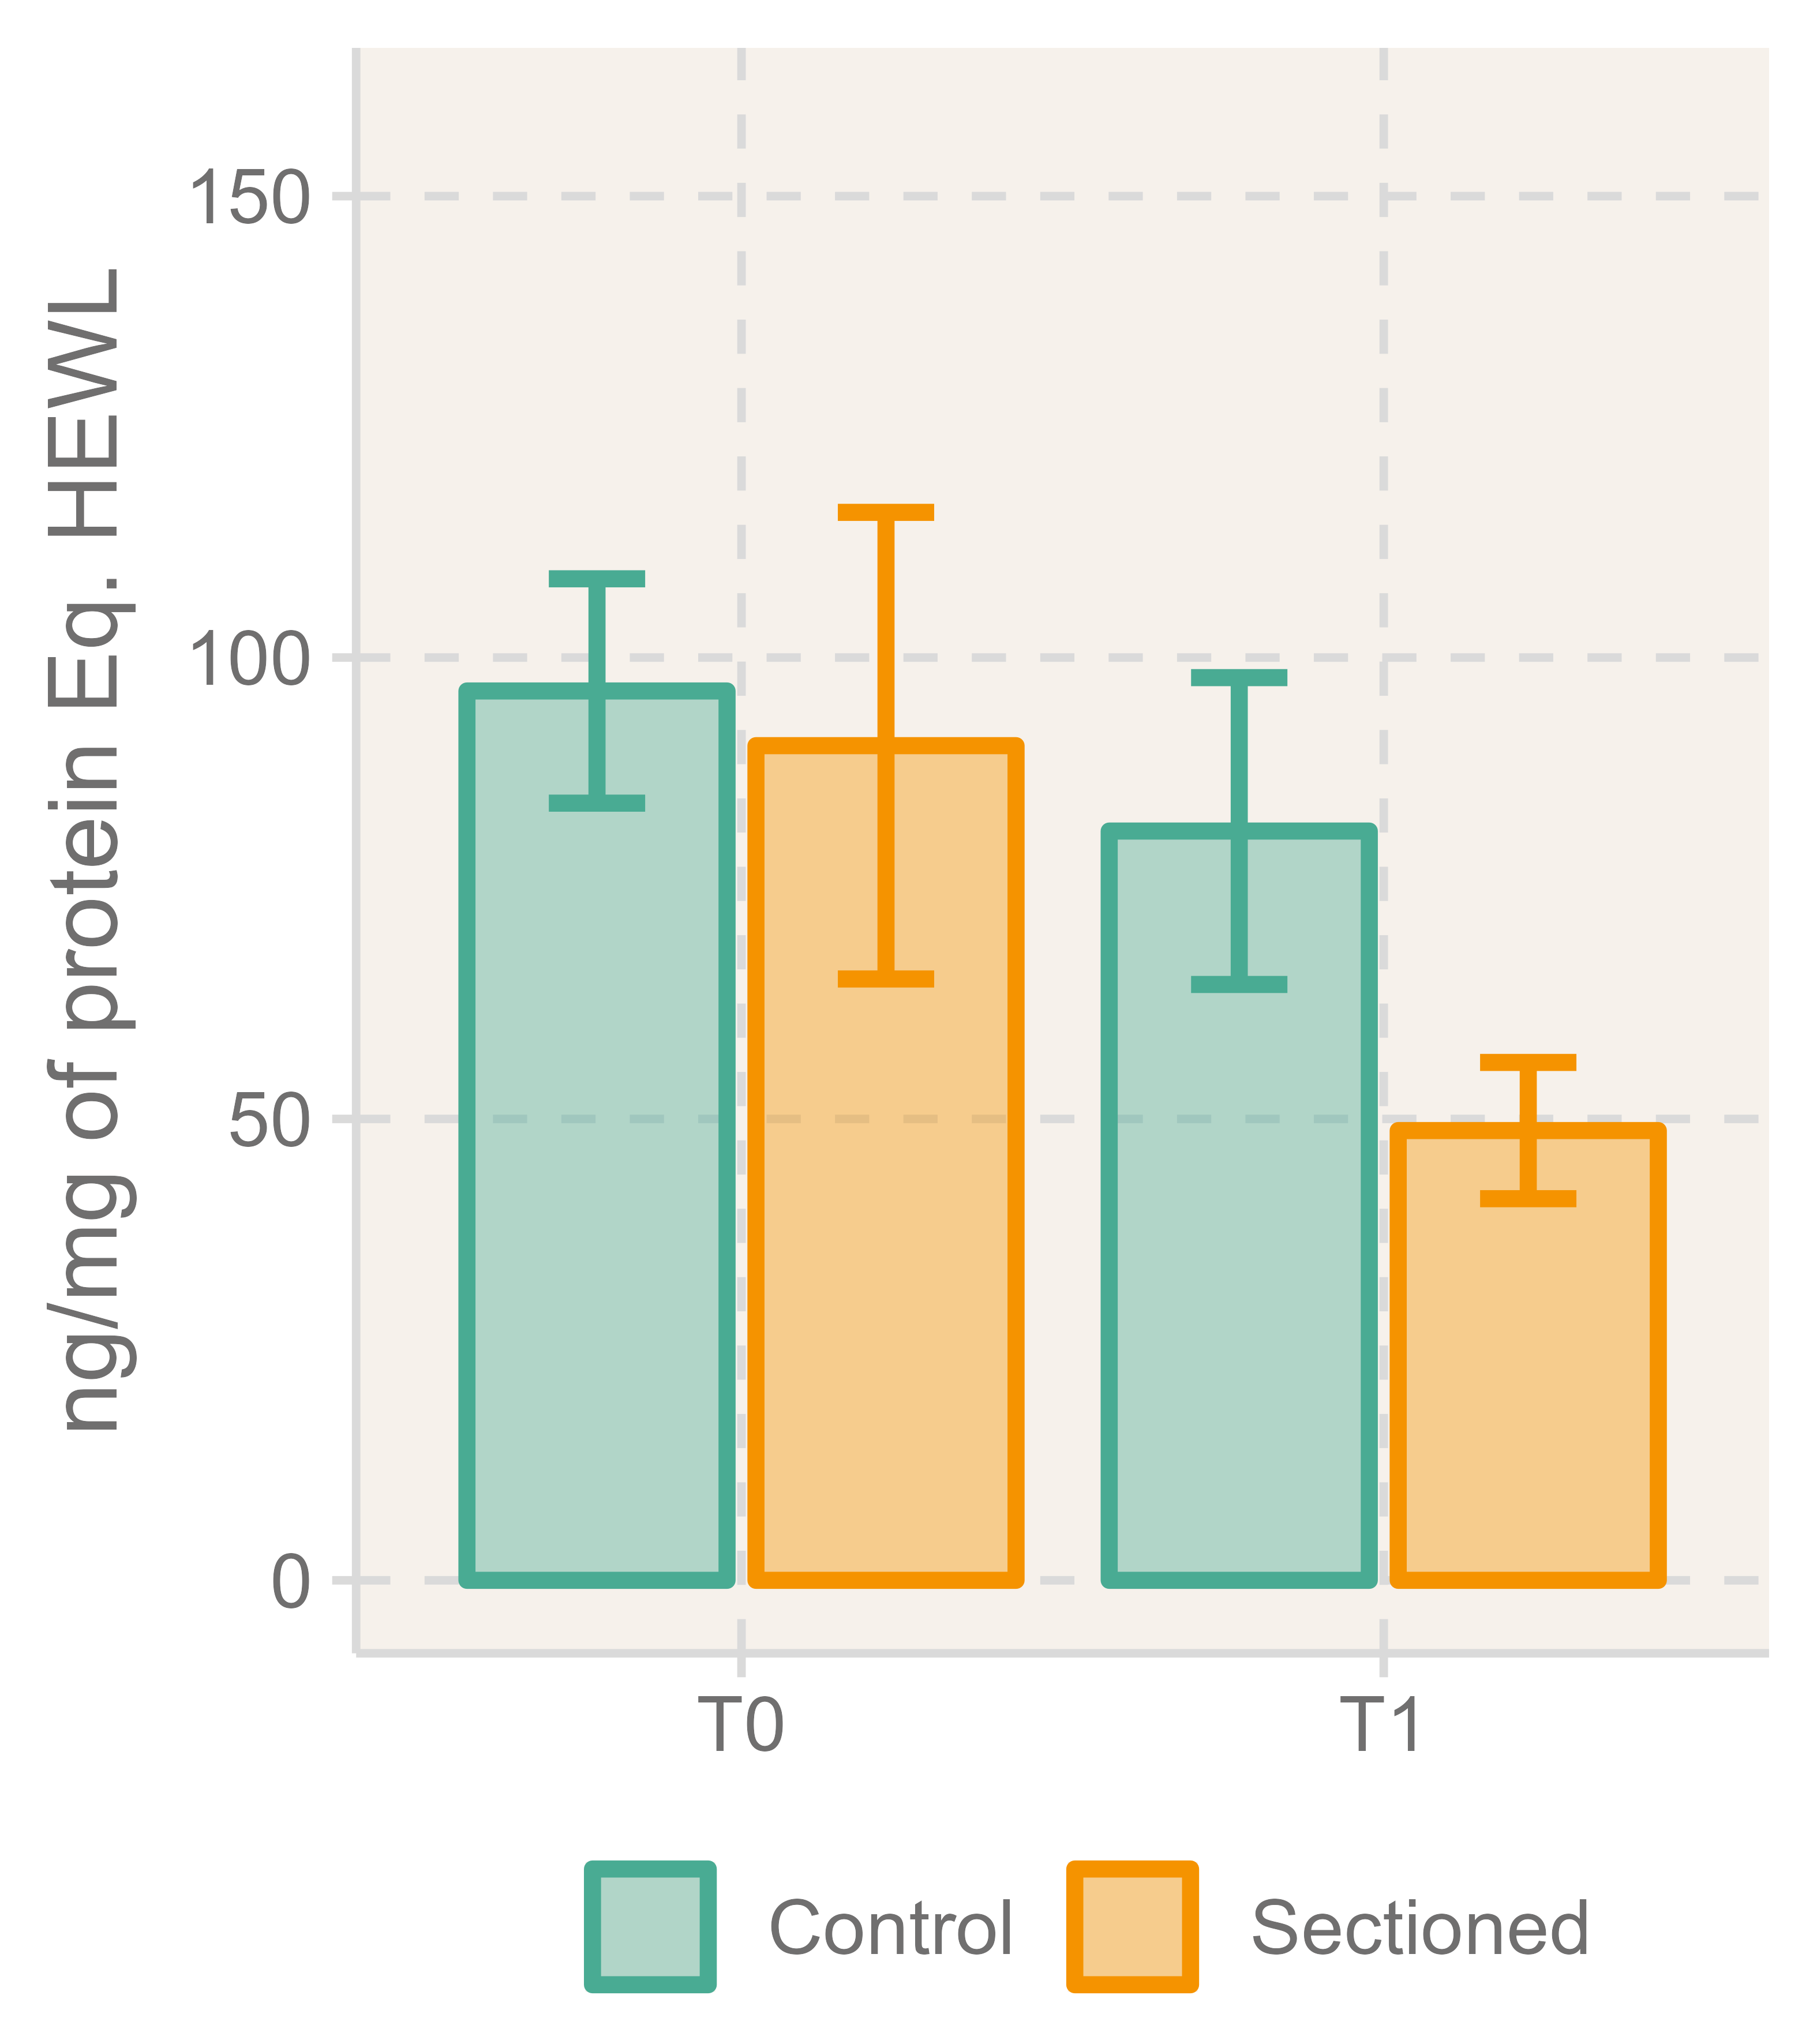 ng/mg of protein Eq. HEWL
150
100
50
0
T0
T1
Control
Sectioned